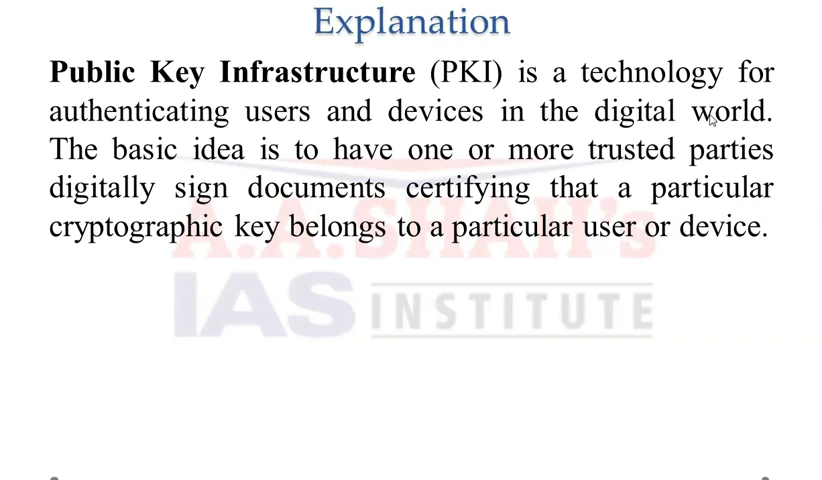 Explanation
Public Key Infrastructure (PKI) is a technology for
authenticating users and devices in the digital world.
The basic idea is to have one or more trusted parties
digitally sign documents certifying that a particular
cryptographic key belongs to a particular user or device.
A.A.SHAH's
IAS INSTITUTE